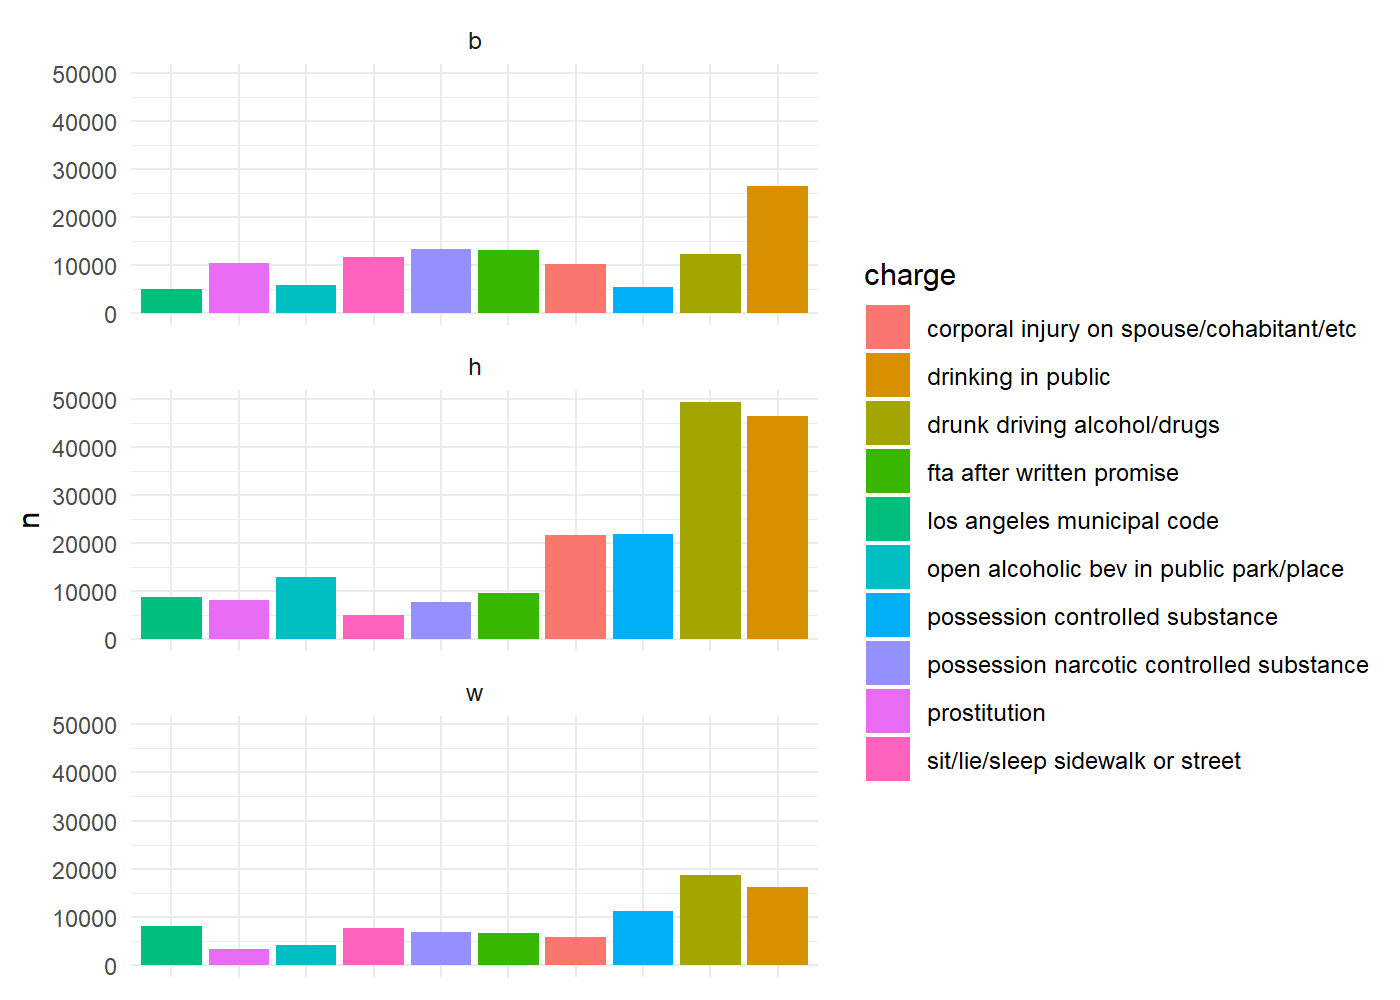 b
50000
40000
30000
20000
10000
0
h
50000
40000
30000
20000
10000
0
n
w
50000
40000
30000
20000
10000
0
charge
corporal injury on spouse/cohabitant/etc
drinking in public
drunk driving alcohol/drugs
fta after written promise
los angeles municipal code
open alcoholic bev in public park/place
possession controlled substance
possession narcotic controlled substance
prostitution
sit/lie/sleep sidewalk or street